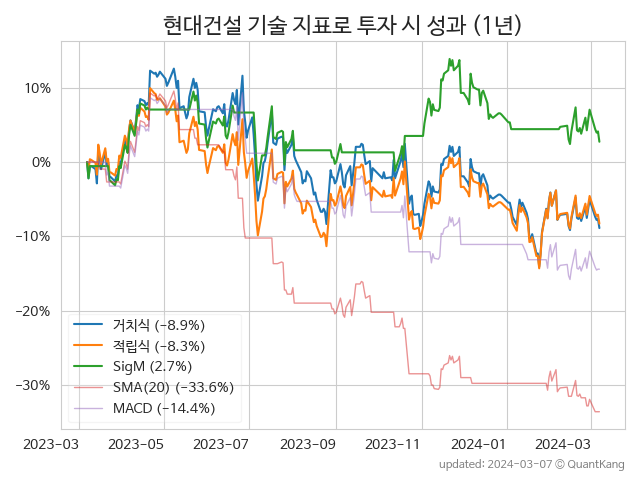 현대건설 기술 지표로 투자 시 성과 (1년)
10%
0%
−10%
−20%
−30%
거치식 (−8.9%)
적립식 (−8.3%)
SigM (2.7%)
SMA(20) (−33.6%)
MACD (−14.4%)
2023−03
2023−05
2023−07
2023−09
2023−11
2024−01
2024−03
updated: 2024−03−07 © QuantKang